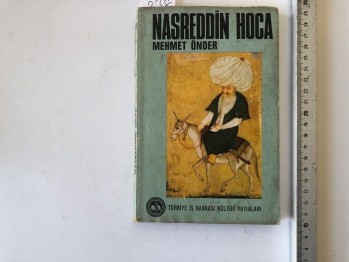 NASREDDİN HOCA
MEHMET ÖNDER
TÜRKİYE İŞ BANKASI KÜLTÜR YAYINLARI